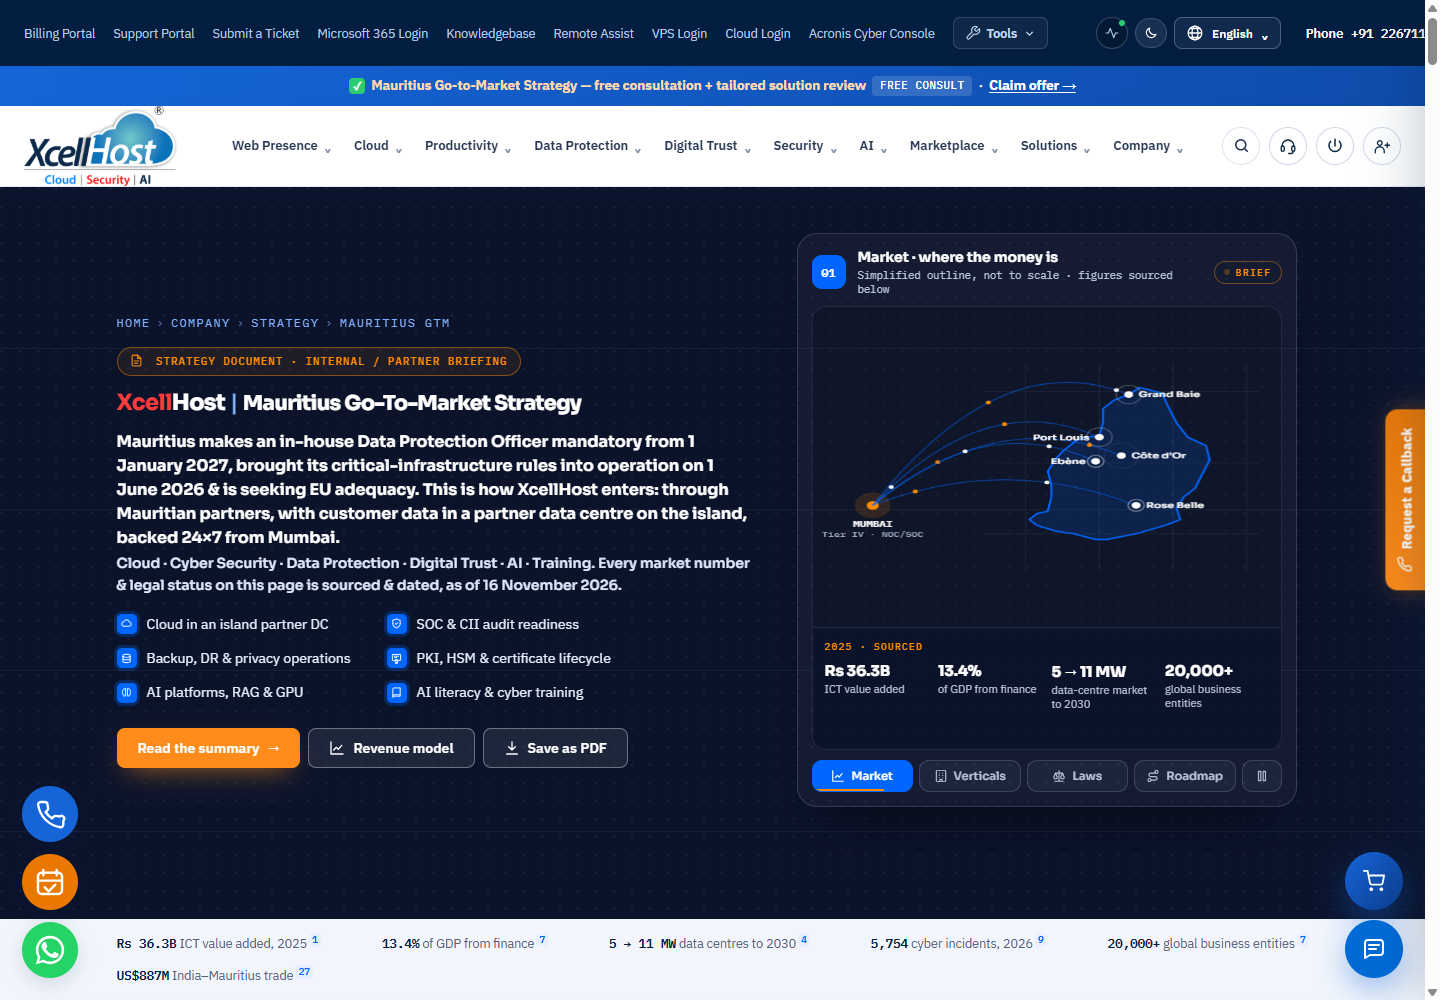 Billing Portal Support Portal Submit a Ticket Microsoft 365 Login Knowledgebase Remote Assist VPS Login Cloud Login Acronis Cyber Console Tools English Phone +91 226711
Mauritius Go-to-Market Strategy — free consultation + tailored solution review FREE CONSULT · Claim offer →
XcellHost ®
Cloud | Security | AI
Web Presence Cloud Productivity Data Protection Digital Trust Security AI Marketplace Solutions Company
HOME › COMPANY › STRATEGY › MAURITIUS GTM
STRATEGY DOCUMENT · INTERNAL / PARTNER BRIEFING
XcellHost | Mauritius Go-To-Market Strategy
Mauritius makes an in-house Data Protection Officer mandatory from 1
January 2027, brought its critical-infrastructure rules into operation on 1
June 2026 & is seeking EU adequacy. This is how XcellHost enters: through
Mauritian partners, with customer data in a partner data centre on the island,
backed 24×7 from Mumbai.
Cloud · Cyber Security · Data Protection · Digital Trust · AI · Training. Every market number
& legal status on this page is sourced & dated, as of 16 November 2026.
Cloud in an island partner DC
SOC & CII audit readiness
Backup, DR & privacy operations
PKI, HSM & certificate lifecycle
AI platforms, RAG & GPU
AI literacy & cyber training
Read the summary →
Revenue model
Save as PDF
01
Market · where the money is
Simplified outline, not to scale · figures sourced
below
BRIEF
Grand Baie
Port Louis
Ebène
Côte d'Or
Rose Belle
MUMBAI
Tier IV · NOC/SOC
2025 · SOURCED
Rs 36.3B
ICT value added
13.4%
of GDP from finance
5 → 11 MW
data-centre market
to 2030
20,000+
global business
entities
Market
Verticals
Laws
Roadmap
Request a Callback
Rs 36.3B ICT value added, 2025 1
13.4% of GDP from finance 7
5 → 11 MW data centres to 2030 4
5,754 cyber incidents, 2026 9
20,000+ global business entities 7
US$887M India–Mauritius trade 27